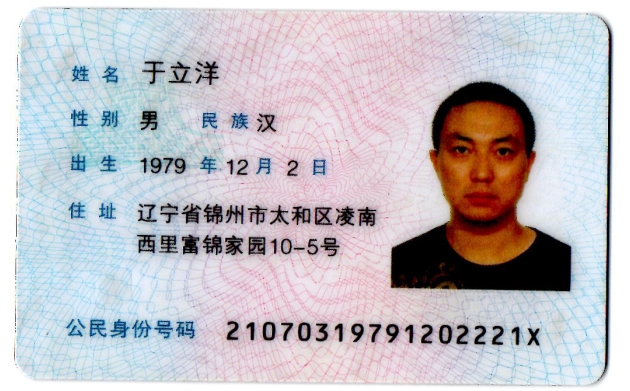 姓名 于立洋
性别 男 民族 汉
出生 1979 年 12 月 2 日
住址 辽宁省锦州市太和区凌南
西里富锦家园10-5号
公民身份号码 21070319791202221X